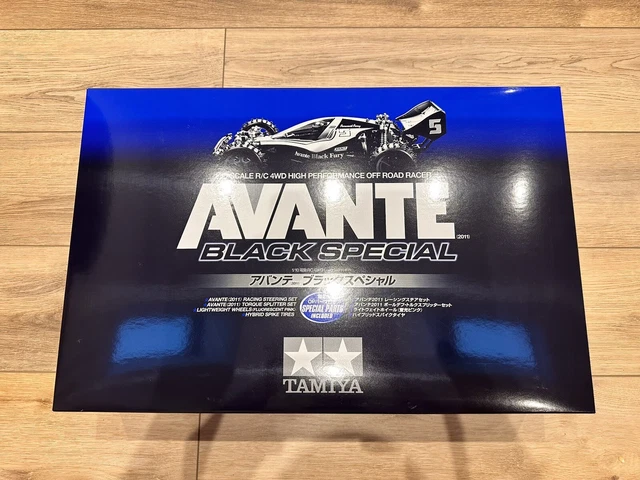 5
Avante Black Fury
SCALE R/C 4WD HIGH PERFORMANCE OFF ROAD RACER
AVANTE
(2011)
BLACK SPECIAL
アバンテ ブラックスペシャル
AVANTE (2011) RACING STEERING SET
AVANTE (2011) TORQUE SPLITTER SET
LIGHTWEIGHT WHEELS (FLUORESCENT PINK)
HYBRID SPIKE TIRES
SPECIAL PARTS
INCLUDED
アバンテ2011 レーシングステアセット
アバンテ2011 ボールデフトルクスプリッターセット
ライトウェイトホイール (蛍光ピンク)
ハイブリッドスパイクタイヤ
TAMIYA